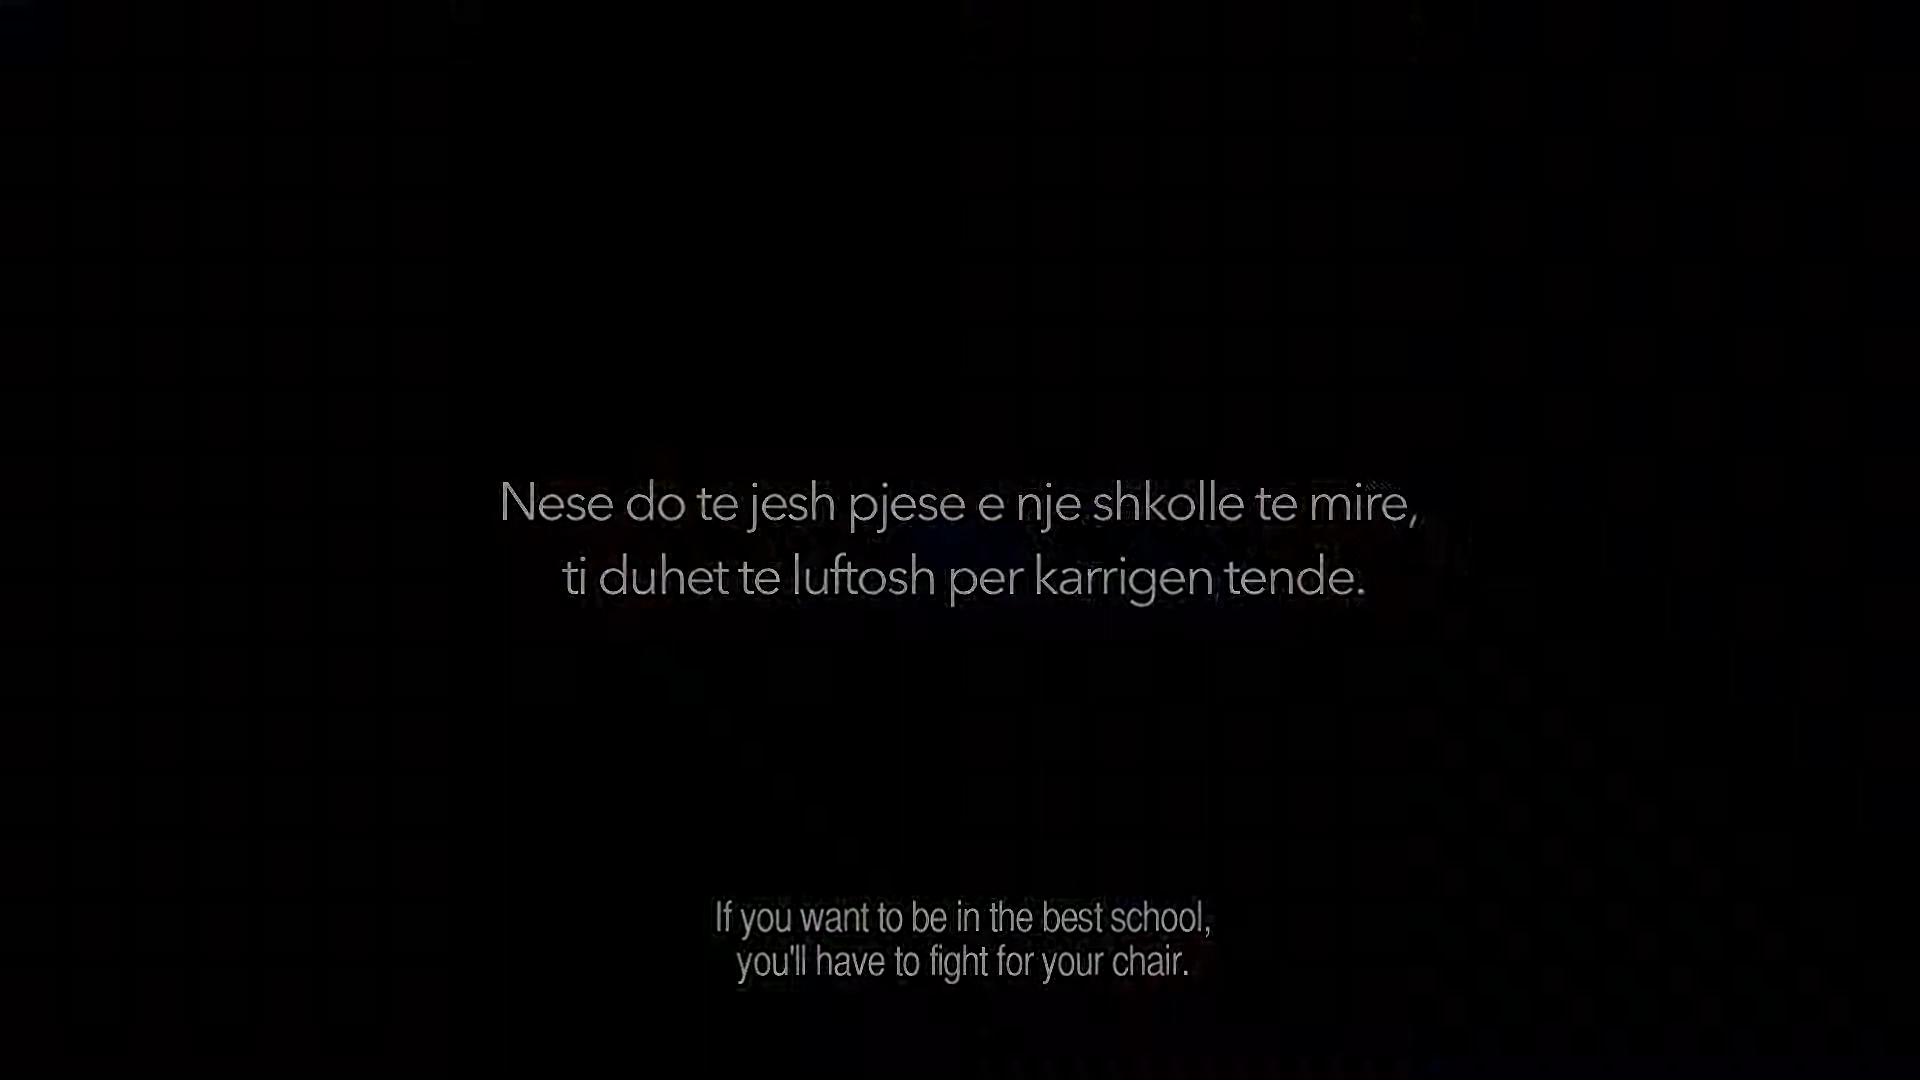 Nese do te jesh pjese e nje shkolle te mire,
ti duhet te luftosh per karrigen tende.
If you want to be in the best school,
you'll have to fight for your chair.